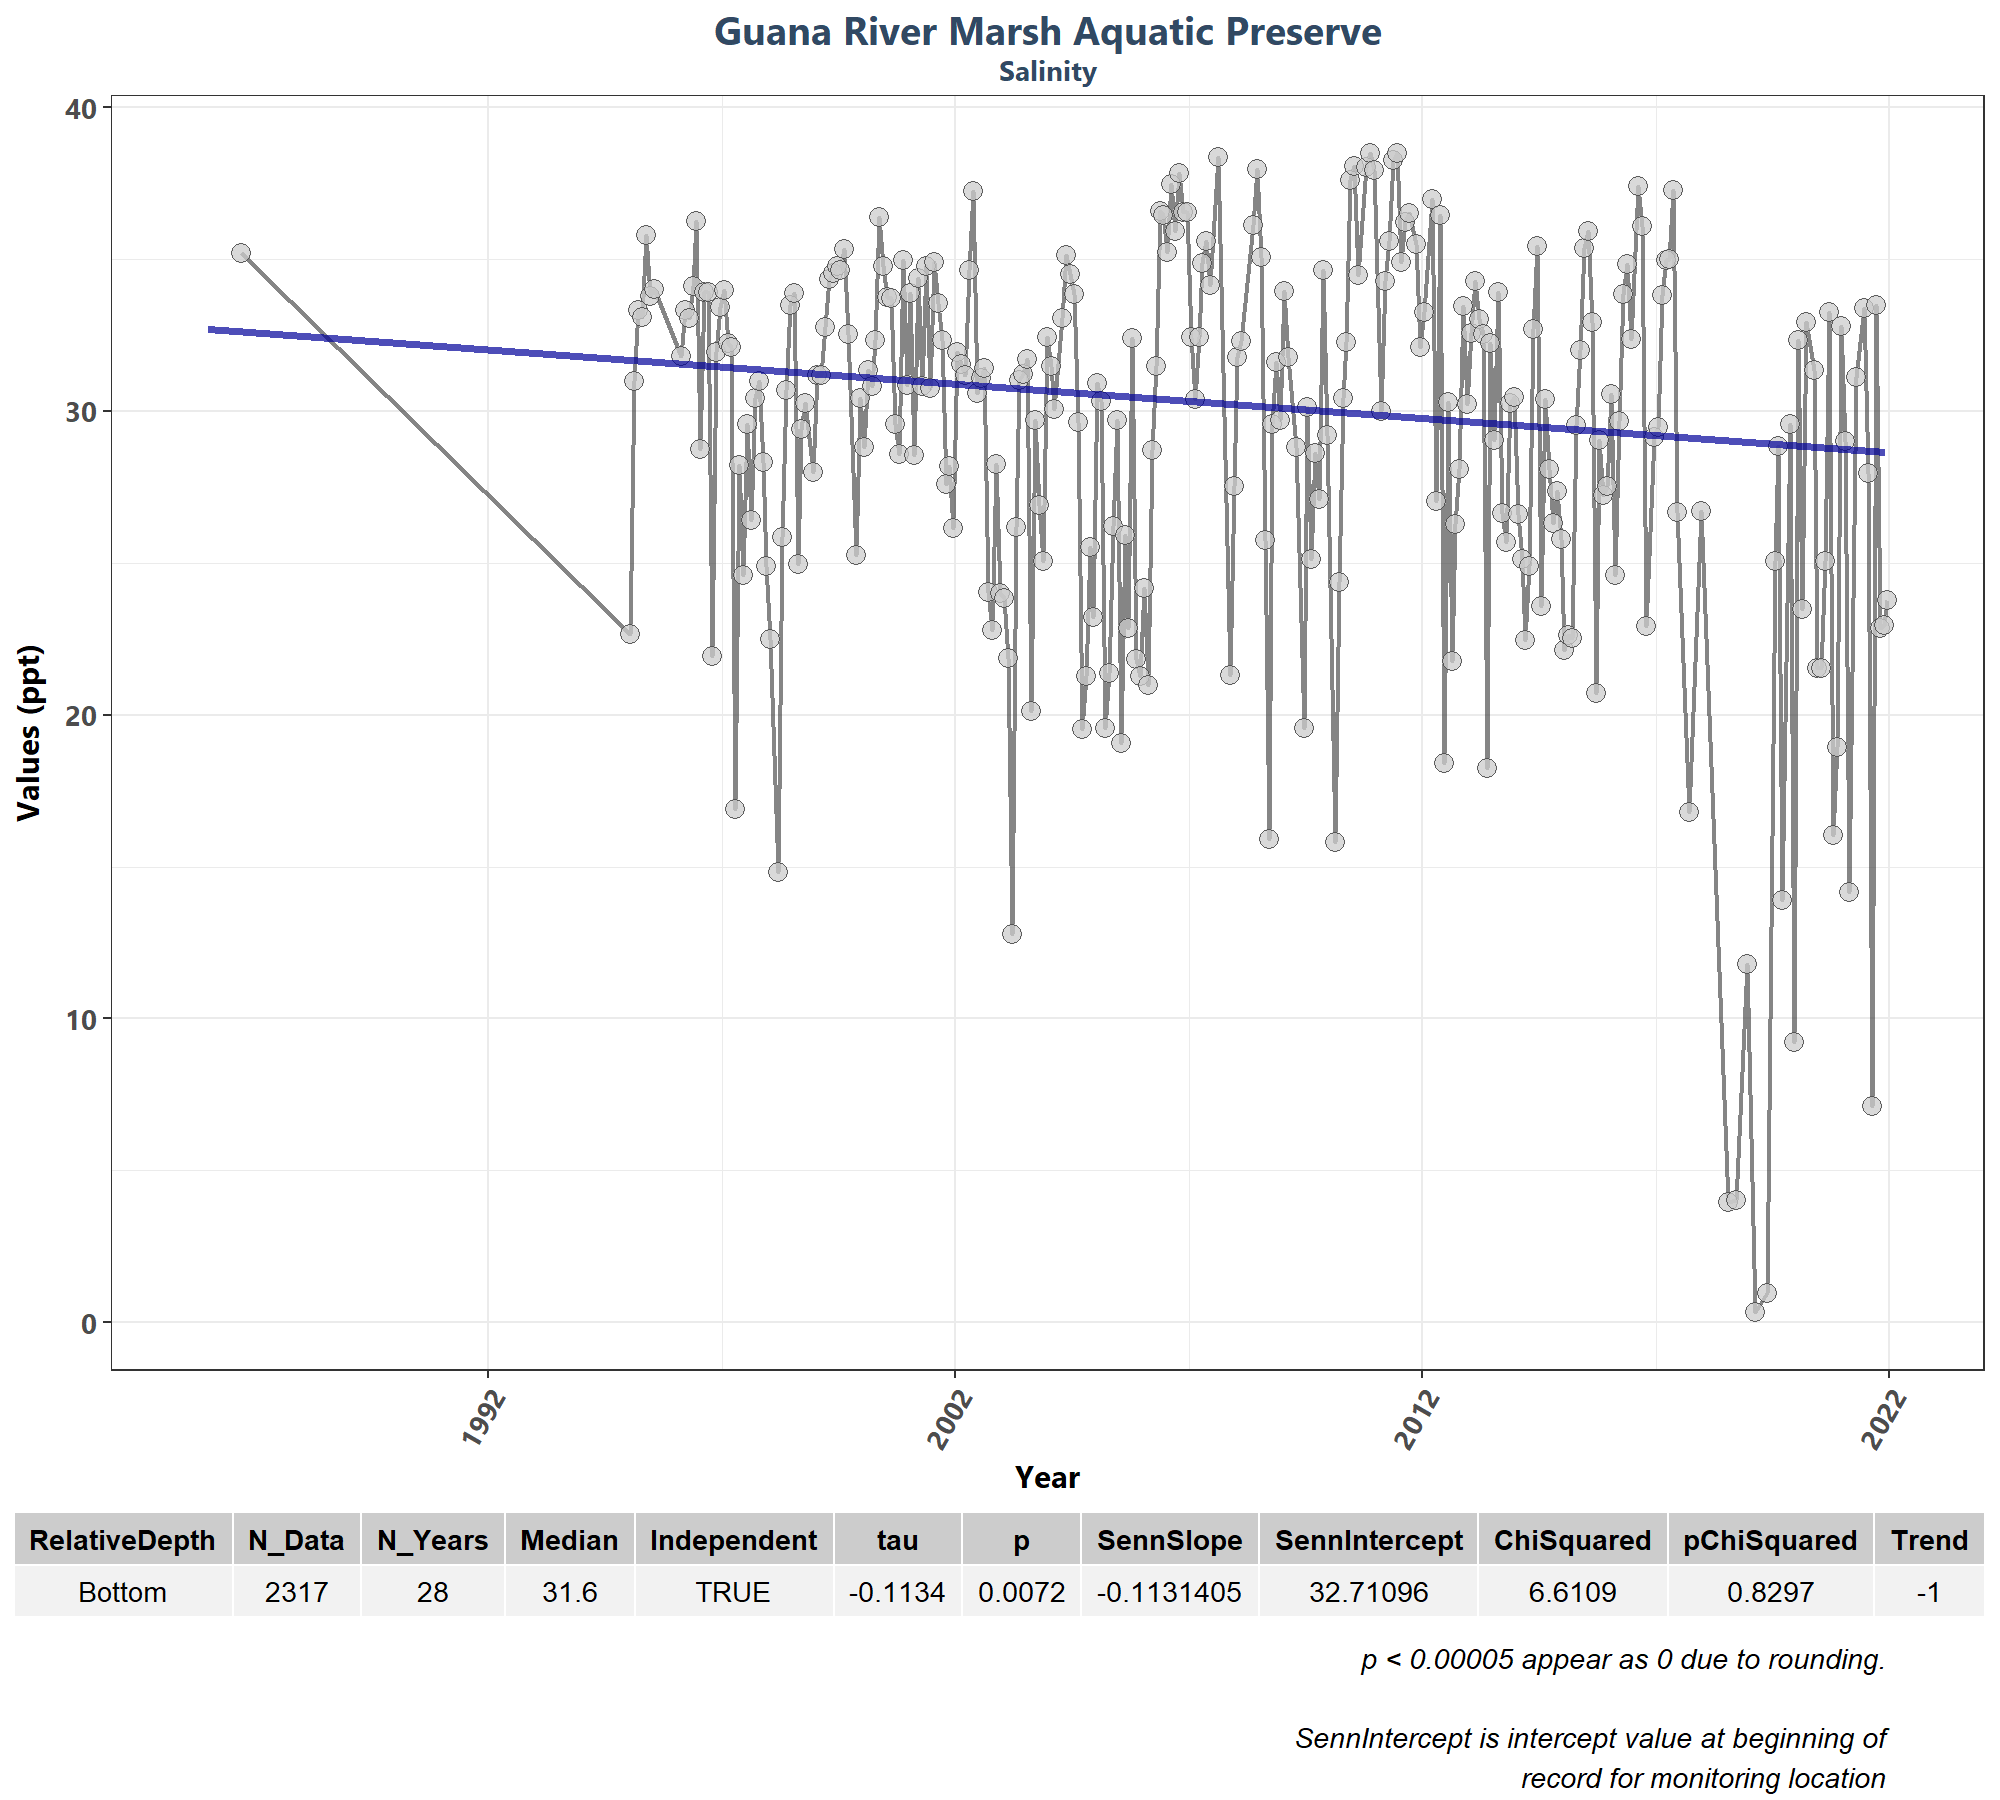 Guana River Marsh Aquatic Preserve
Salinity
40
30
20
10
0
Values (ppt)
1992
2002
2012
2022
Year
RelativeDepth N_Data N_Years Median Independent tau p SennSlope SennIntercept ChiSquared pChiSquared Trend
Bottom 2317 28 31.6 TRUE -0.1134 0.0072 -0.1131405 32.71096 6.6109 0.8297 -1
p < 0.00005 appear as 0 due to rounding.
SennIntercept is intercept value at beginning of
record for monitoring location